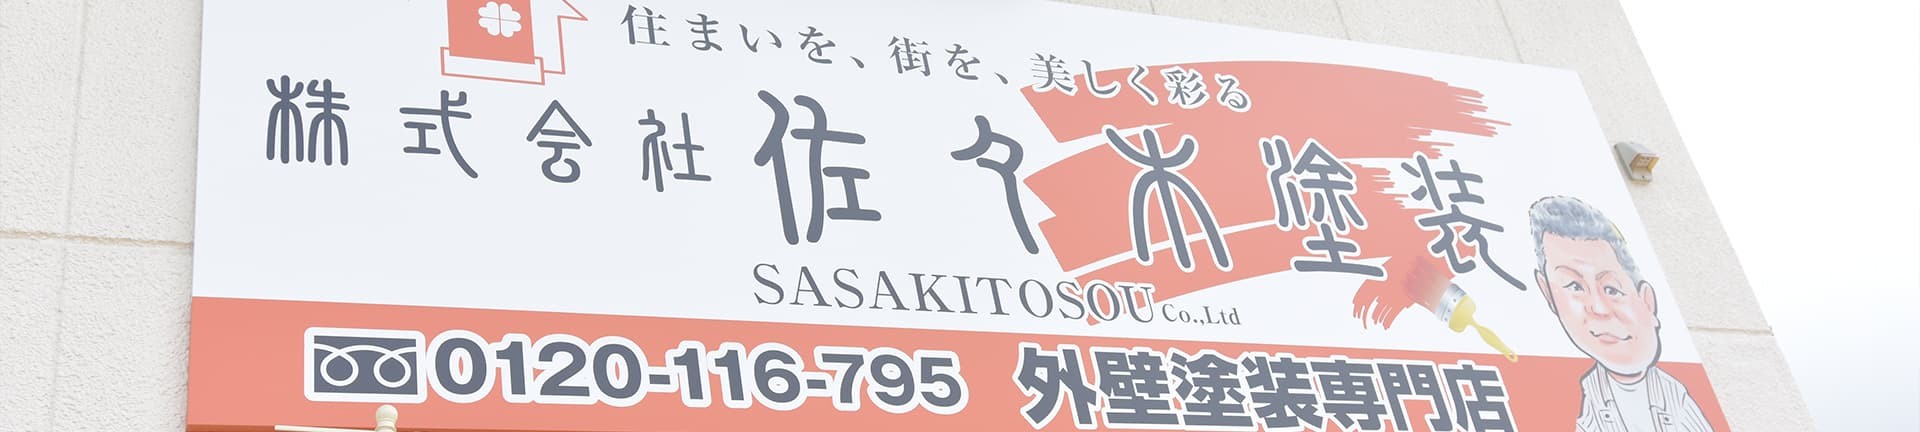 住まいを、街を、美しく彩る
株式会社 佐々木塗装
SASAKITOSOU Co.,Ltd
0120-116-795 外壁塗装専門店